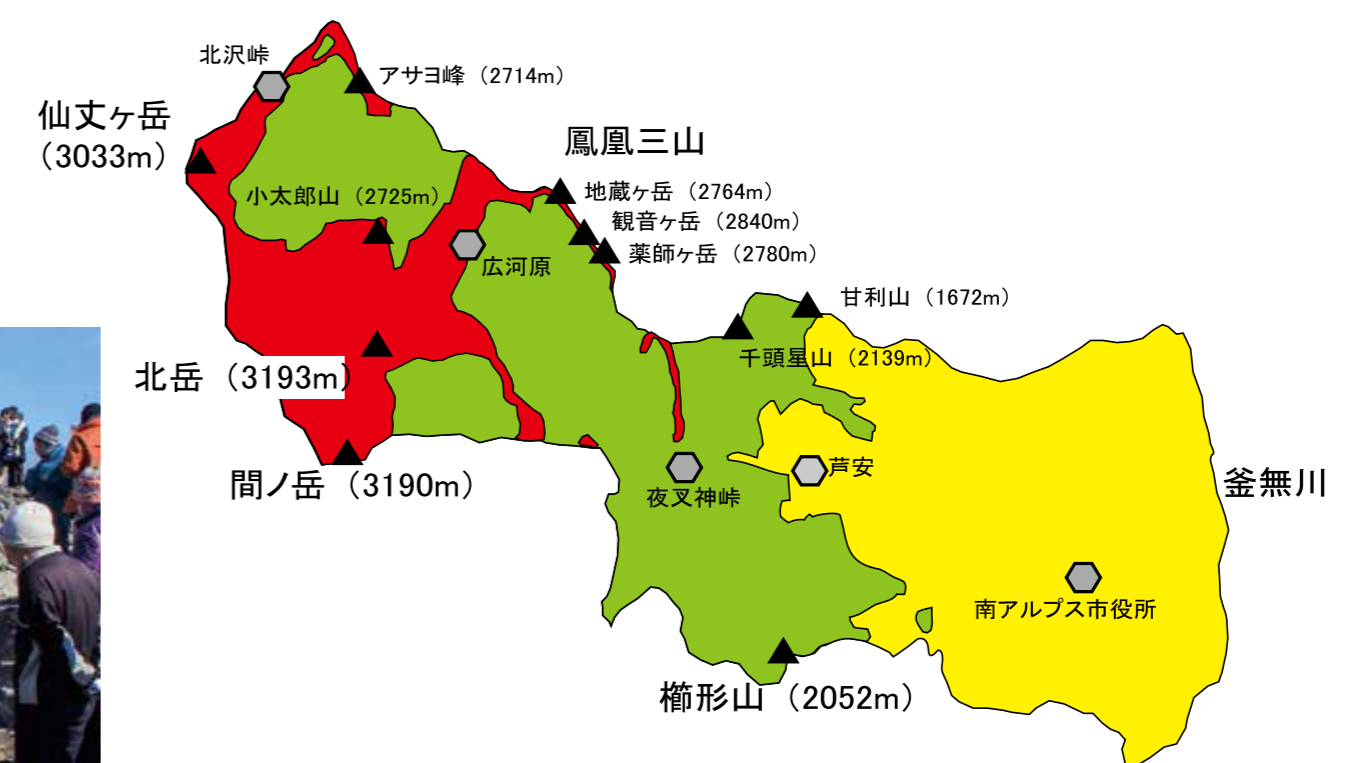 北沢峠
アサヨ峰（2714m）
仙丈ヶ岳
（3033m）
鳳凰三山
小太郎山（2725m）
地蔵ヶ岳（2764m）
観音ヶ岳（2840m）
薬師ヶ岳（2780m）
広河原
甘利山（1672m）
千頭星山（2139m）
北岳（3193m）
間ノ岳（3190m）
夜叉神峠
芦安
釜無川
南アルプス市役所
櫛形山（2052m）